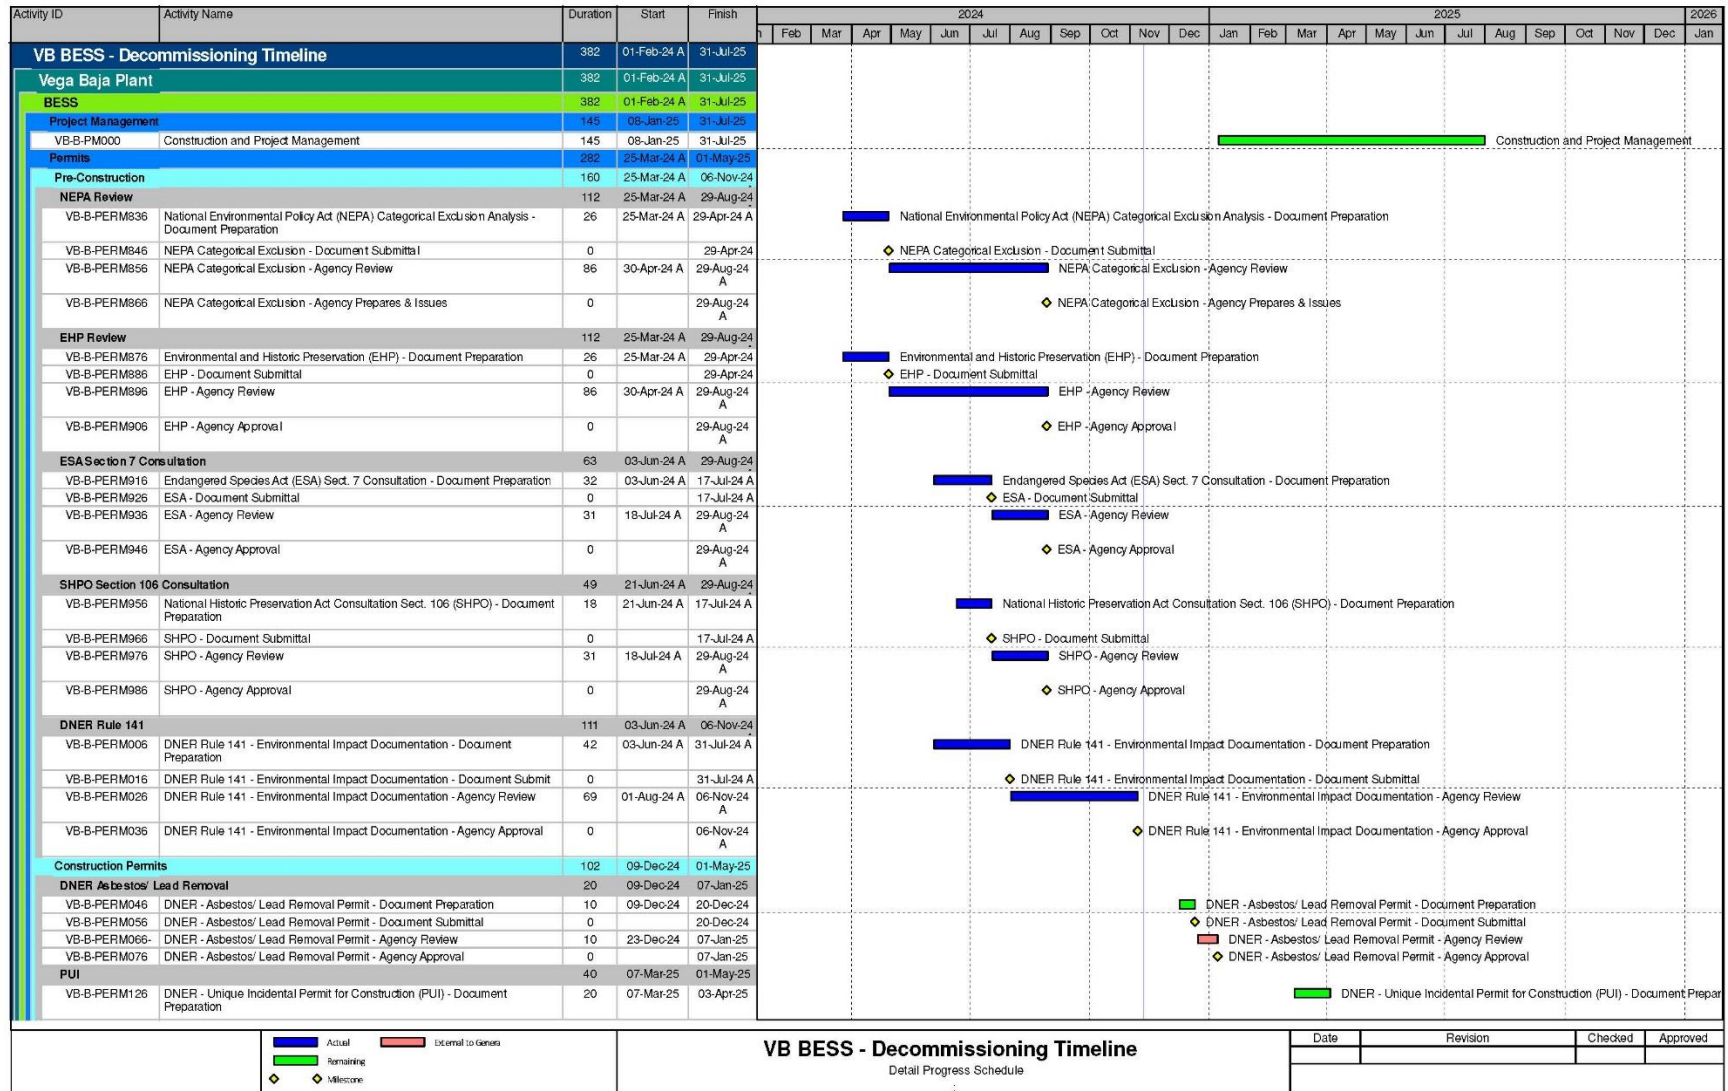 Activity ID Activity Name Duration Start Finish 2024 2025 2026
Feb Mar Apr May Jun Jul Aug Sep Oct Nov Dec Jan Feb Mar Apr May Jun Jul Aug Sep Oct Nov Dec Jan
VB BESS - Decommissioning Timeline 382 01-Feb-24 A 31-Jul-25
Vega Baja Plant 382 01-Feb-24 A 31-Jul-25
BESS 382 01-Feb-24 A 31-Jul-25
Project Management 145 08-Jan-25 31-Jul-25
VB-B-PM000 Construction and Project Management 145 08-Jan-25 31-Jul-25 Construction and Project Management
Permits 282 25-Mar-24 A 01-May-25
Pre-Construction 160 25-Mar-24 A 06-Nov-24
NEPA Review 112 25-Mar-24 A 29-Aug-24
VB-B-PERM836 National Environmental Policy Act (NEPA) Categorical Exclusion Analysis - 26 25-Mar-24 A 29-Apr-24 A National Environmental Policy Act (NEPA) Categorical Exclusion Analysis - Document Preparation
Document Preparation
VB-B-PERM846 NEPA Categorical Exclusion - Document Submittal 0 29-Apr-24 NEPA Categorical Exclusion - Document Submittal
VB-B-PERM856 NEPA Categorical Exclusion - Agency Review 86 30-Apr-24 A 29-Aug-24 NEPA Categorical Exclusion - Agency Review
A
VB-B-PERM866 NEPA Categorical Exclusion - Agency Prepares & Issues 0 29-Aug-24 NEPA Categorical Exclusion - Agency Prepares & Issues
A
EHP Review 112 25-Mar-24 A 29-Aug-24
VB-B-PERM876 Environmental and Historic Preservation (EHP) - Document Preparation 26 25-Mar-24 A 29-Apr-24 Environmental and Historic Preservation (EHP) - Document Preparation
VB-B-PERM886 EHP - Document Submittal 0 29-Apr-24 EHP - Document Submittal
VB-B-PERM896 EHP - Agency Review 86 30-Apr-24 A 29-Aug-24 EHP - Agency Review
A
VB-B-PERM906 EHP - Agency Approval 0 29-Aug-24 EHP - Agency Approval
A
ESA Section 7 Consultation 63 03-Jun-24 A 29-Aug-24
VB-B-PERM916 Endangered Species Act (ESA) Sect. 7 Consultation - Document Preparation 32 03-Jun-24 A 17-Jul-24 A Endangered Species Act (ESA) Sect. 7 Consultation - Document Preparation
VB-B-PERM926 ESA - Document Submittal 0 17-Jul-24 A ESA - Document Submittal
VB-B-PERM936 ESA - Agency Review 31 18-Jul-24 A 29-Aug-24 ESA - Agency Review
A
VB-B-PERM946 ESA - Agency Approval 0 29-Aug-24 ESA - Agency Approval
A
SHPO Section 106 Consultation 49 21-Jun-24 A 29-Aug-24
VB-B-PERM956 National Historic Preservation Act Consultation Sect. 106 (SHPO) - Document 18 21-Jun-24 A 17-Jul-24 A National Historic Preservation Act Consultation Sect. 106 (SHPO) - Document Preparation
Preparation
VB-B-PERM966 SHPO - Document Submittal 0 17-Jul-24 A SHPO - Document Submittal
VB-B-PERM976 SHPO - Agency Review 31 18-Jul-24 A 29-Aug-24 SHPO - Agency Review
A
VB-B-PERM986 SHPO - Agency Approval 0 29-Aug-24 SHPO - Agency Approval
A
DNER Rule 141 111 03-Jun-24 A 06-Nov-24
VB-B-PERM006 DNER Rule 141 - Environmental Impact Documentation - Document 42 03-Jun-24 A 31-Jul-24 A DNER Rule 141 - Environmental Impact Documentation - Document Preparation
Preparation
VB-B-PERM016 DNER Rule 141 - Environmental Impact Documentation - Document Submit 0 31-Jul-24 A DNER Rule 141 - Environmental Impact Documentation - Document Submittal
VB-B-PERM026 DNER Rule 141 - Environmental Impact Documentation - Agency Review 69 01-Aug-24 A 06-Nov-24 DNER Rule 141 - Environmental Impact Documentation - Agency Review
A
VB-B-PERM036 DNER Rule 141 - Environmental Impact Documentation - Agency Approval 0 06-Nov-24 DNER Rule 141 - Environmental Impact Documentation - Agency Approval
A
Construction Permits 102 09-Dec-24 01-May-25
DNER Asbestos/ Lead Removal 20 09-Dec-24 07-Jan-25
VB-B-PERM046 DNER - Asbestos/ Lead Removal Permit - Document Preparation 10 09-Dec-24 20-Dec-24 DNER - Asbestos/ Lead Removal Permit - Document Preparation
VB-B-PERM056 DNER - Asbestos/ Lead Removal Permit - Document Submittal 0 20-Dec-24 DNER - Asbestos/ Lead Removal Permit - Document Submittal
VB-B-PERM066- DNER - Asbestos/ Lead Removal Permit - Agency Review 10 23-Dec-24 07-Jan-25 DNER - Asbestos/ Lead Removal Permit - Agency Review
VB-B-PERM076 DNER - Asbestos/ Lead Removal Permit - Agency Approval 0 07-Jan-25 DNER - Asbestos/ Lead Removal Permit - Agency Approval
PUI 40 07-Mar-25 01-May-25
VB-B-PERM126 DNER - Unique Incidental Permit for Construction (PUI) - Document 20 07-Mar-25 03-Apr-25 DNER - Unique Incidental Permit for Construction (PUI) - Document Prepar
Preparation
Actual External to Genera
Remaining
Milestone
VB BESS - Decommissioning Timeline
Detail Progress Schedule
Date Revision Checked Approved